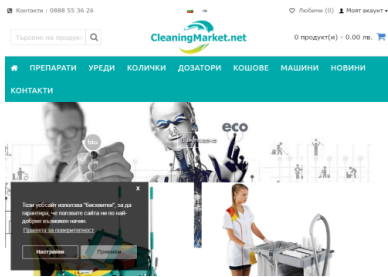 Контакти : 0888 55 36 26
Любими (0) Моят акаунт
Търсене на продукт
CleaningMarket.net
0 продукт(и) - 0.00 лв.
ПРЕПАРАТИ УРЕДИ КОЛИЧКИ ДОЗАТОРИ КОШОВЕ МАШИНИ НОВИНИ
КОНТАКТИ
eco
bio
x
Този уебсайт използва "бисквитки", за да
гарантира, че ползвате сайта ни по най-
добрия възможен начин.
Правила за поверителност
Настройки Приемам